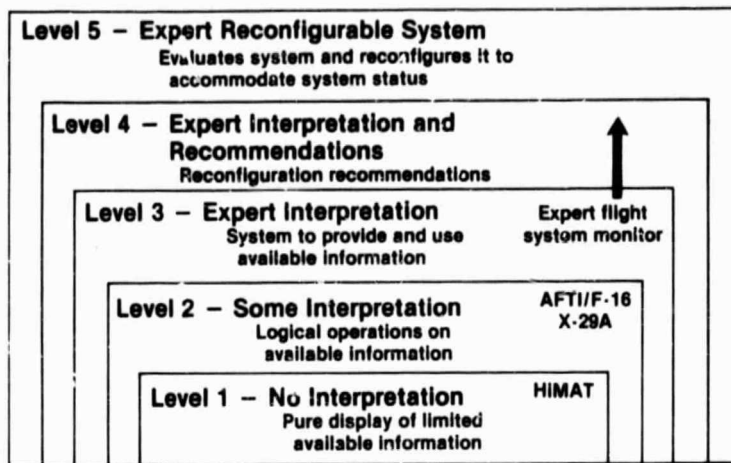 Level 5 – Expert Reconfigurable System
Evaluates system and reconfigures it to
accommodate system status
Level 4 – Expert Interpretation and
Recommendations
Reconfiguration recommendations
Level 3 – Expert Interpretation
System to provide and use
available information
Expert flight
system monitor
Level 2 – Some Interpretation
Logical operations on
available information
AFTI/F-16
X-29A
Level 1 – No Interpretation
Pure display of limited
available information
HIMAT